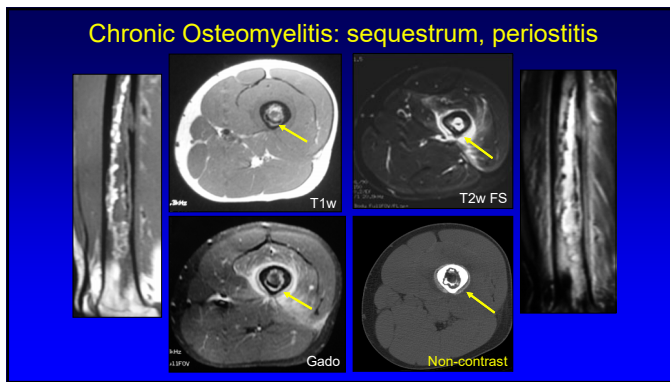 Chronic Osteomyelitis: sequestrum, periostitis
T1w
T2w FS
Gado
Non-contrast